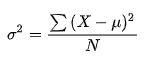 σ² = ∑(X − μ)² / N